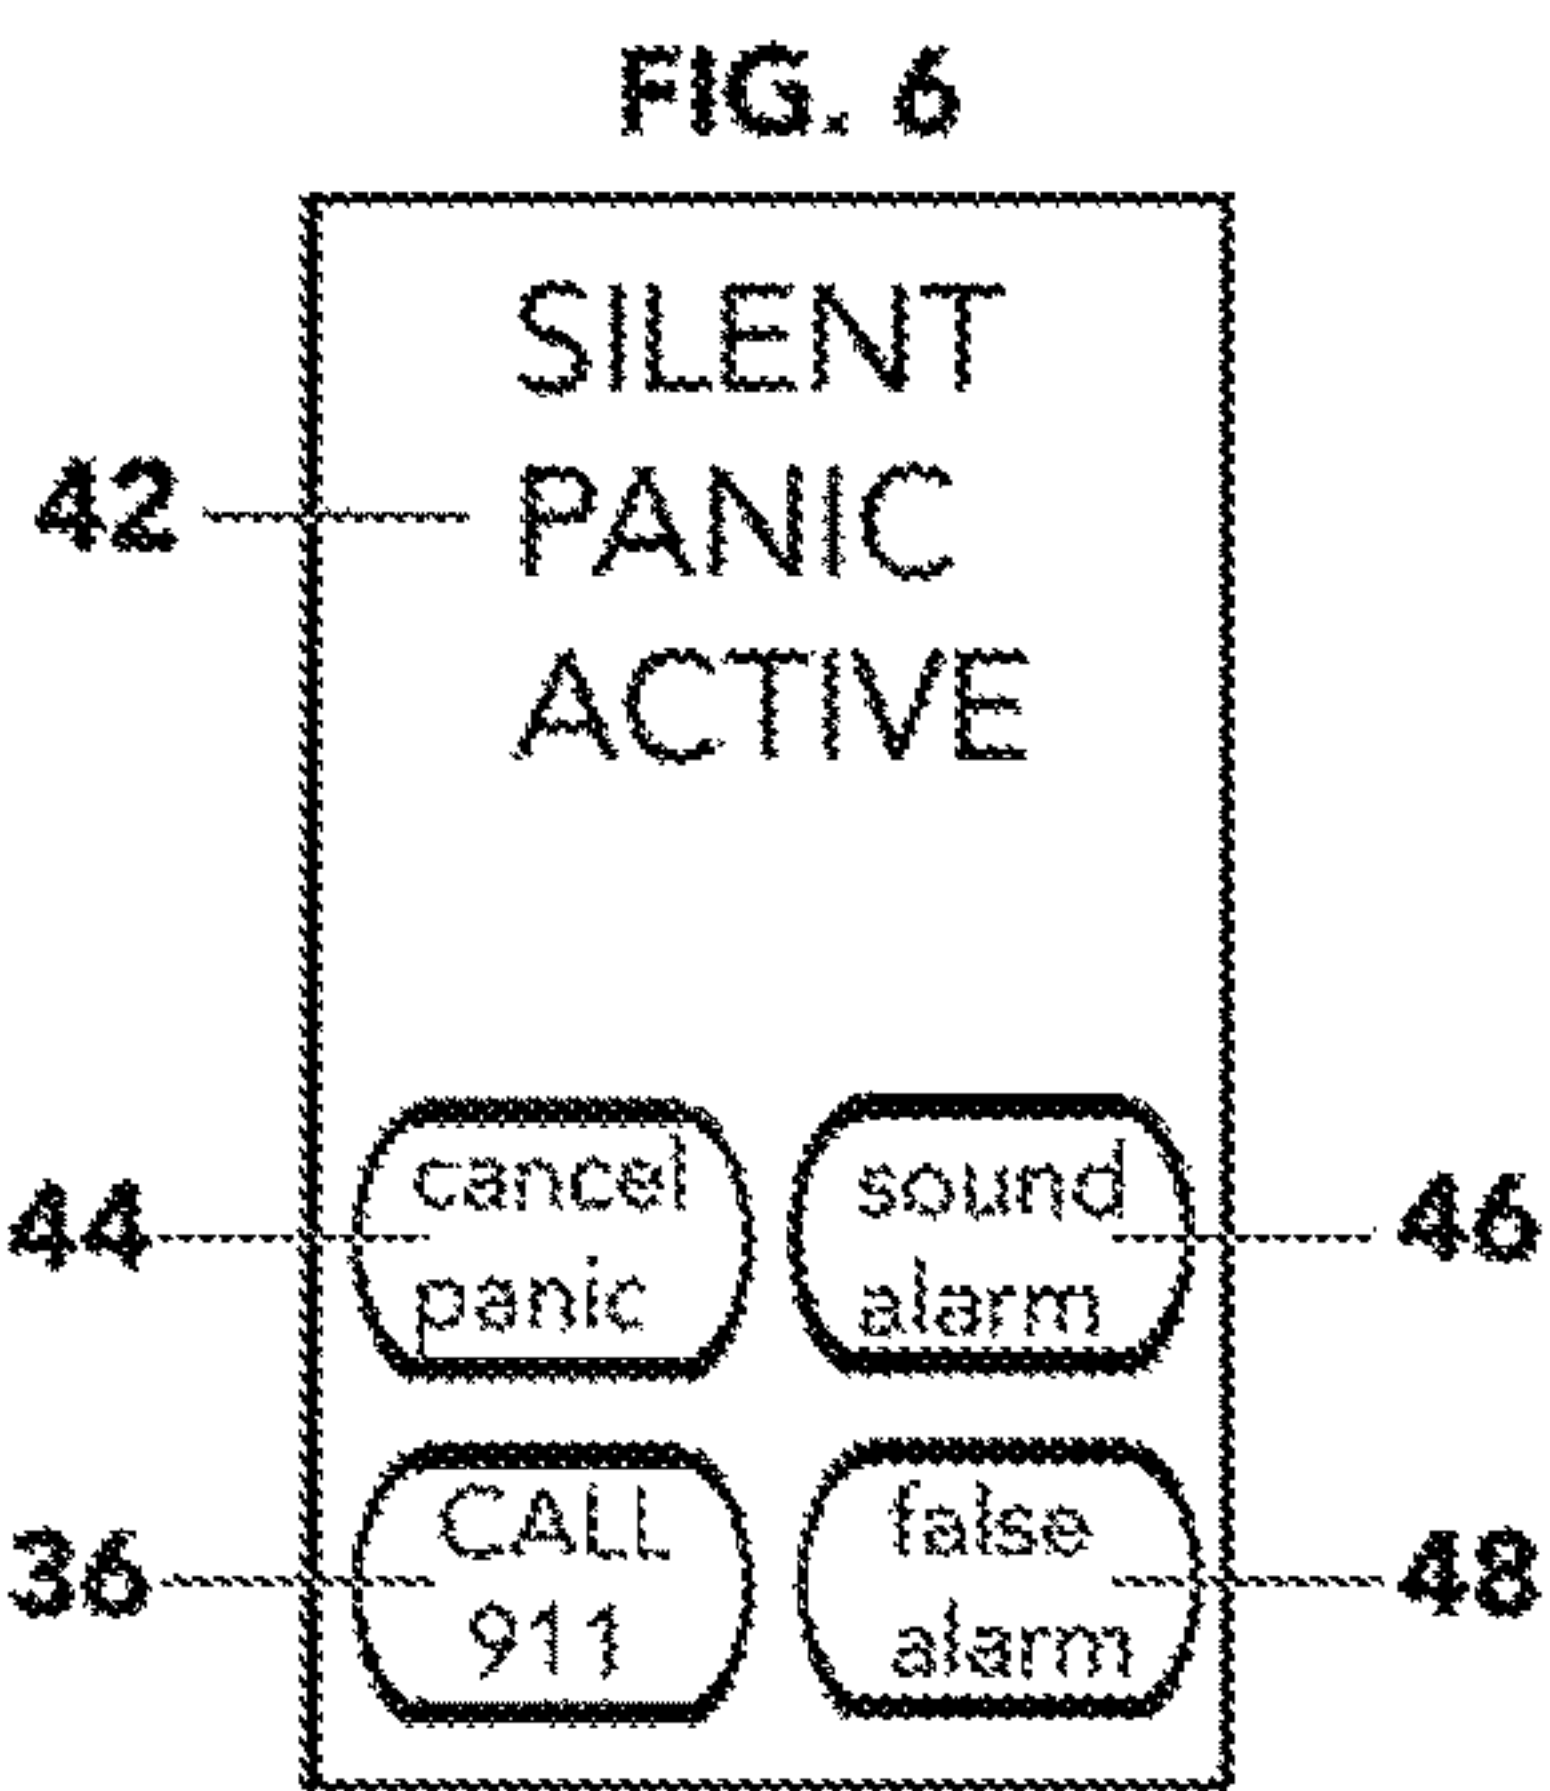 FIG. 6
SILENT
42 PANIC
ACTIVE
cancel sound
44 46
panic alarm
CALL false
36 48
911 alarm